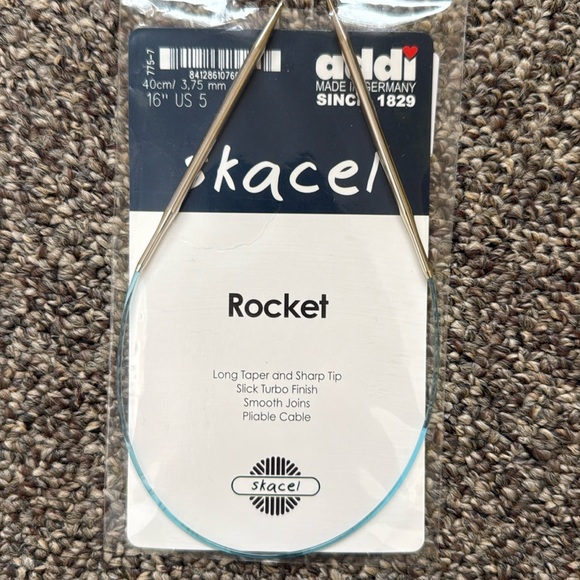 775-7
addi
40cm/ 3,75 mm
MADE IN GERMANY
16" US 5
SINCE 1829
skacel
Rocket
Long Taper and Sharp Tip
Slick Turbo Finish
Smooth Joins
Pliable Cable
skacel